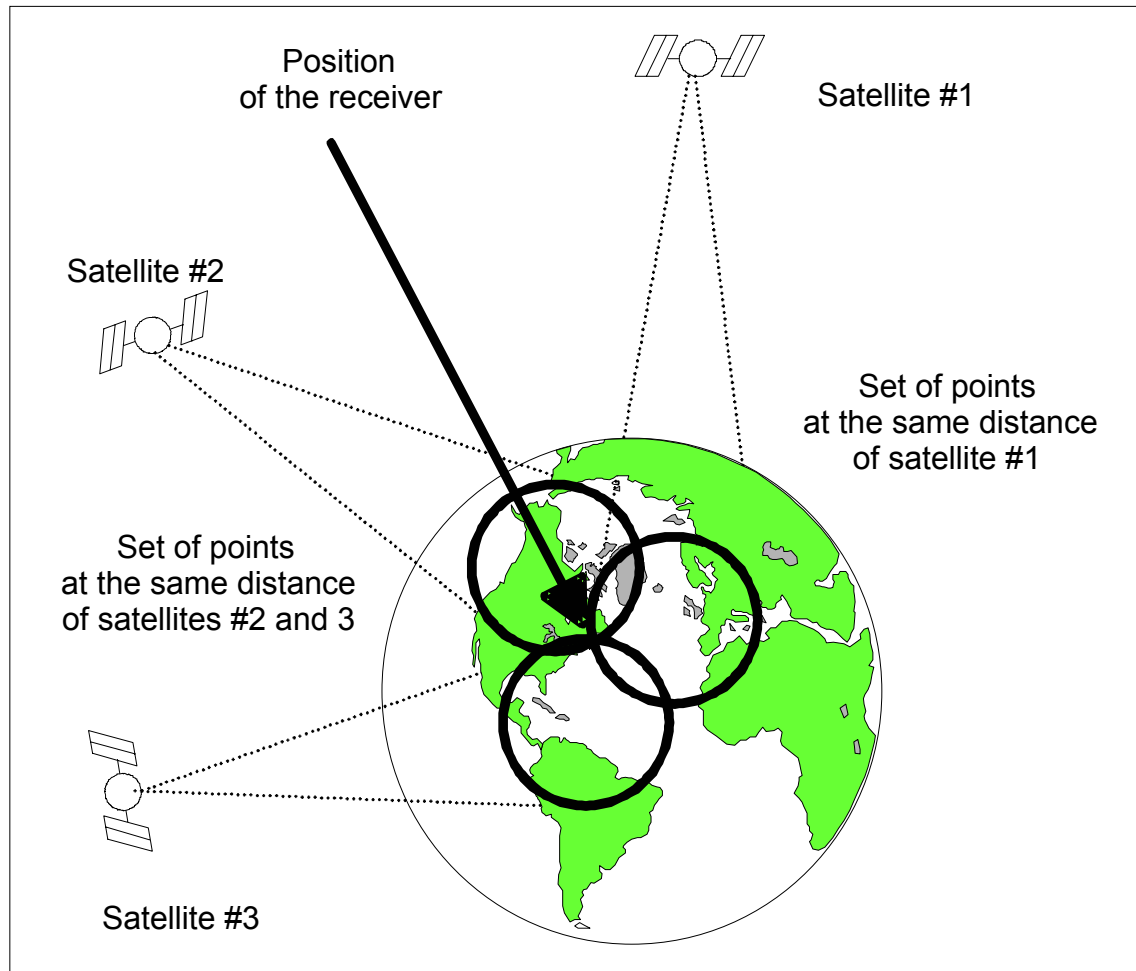 Position
of the receiver
Satellite #1
Satellite #2
Set of points
at the same distance
of satellite #1
Set of points
at the same distance
of satellites #2 and 3
Satellite #3